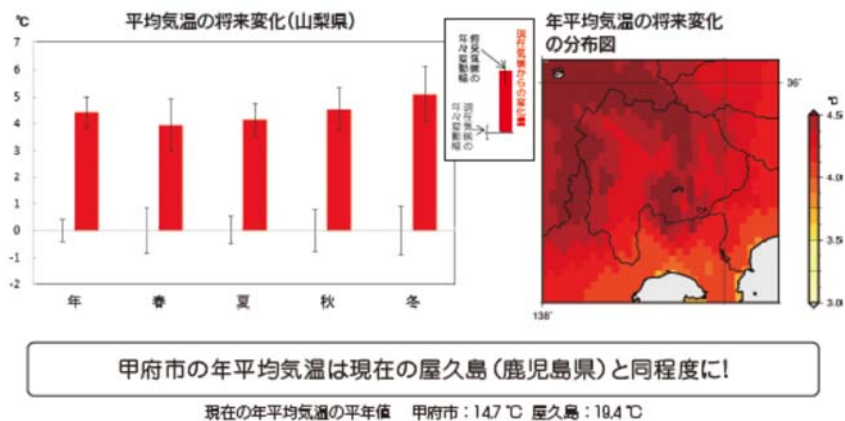 平均気温の将来変化(山梨県)
℃
7
6
5
4
3
2
1
0
-1
-2
年
春
夏
秋
冬
将来気候の
年々変動幅
現在気候からの変化量
現在気候の
年々変動幅
年平均気温の将来変化
の分布図
36°
138°
℃
4.5
4.0
3.5
3.0
甲府市の年平均気温は現在の屋久島(鹿児島県)と同程度に!
現在の年平均気温の平年値 甲府市:14.7℃ 屋久島:19.4℃